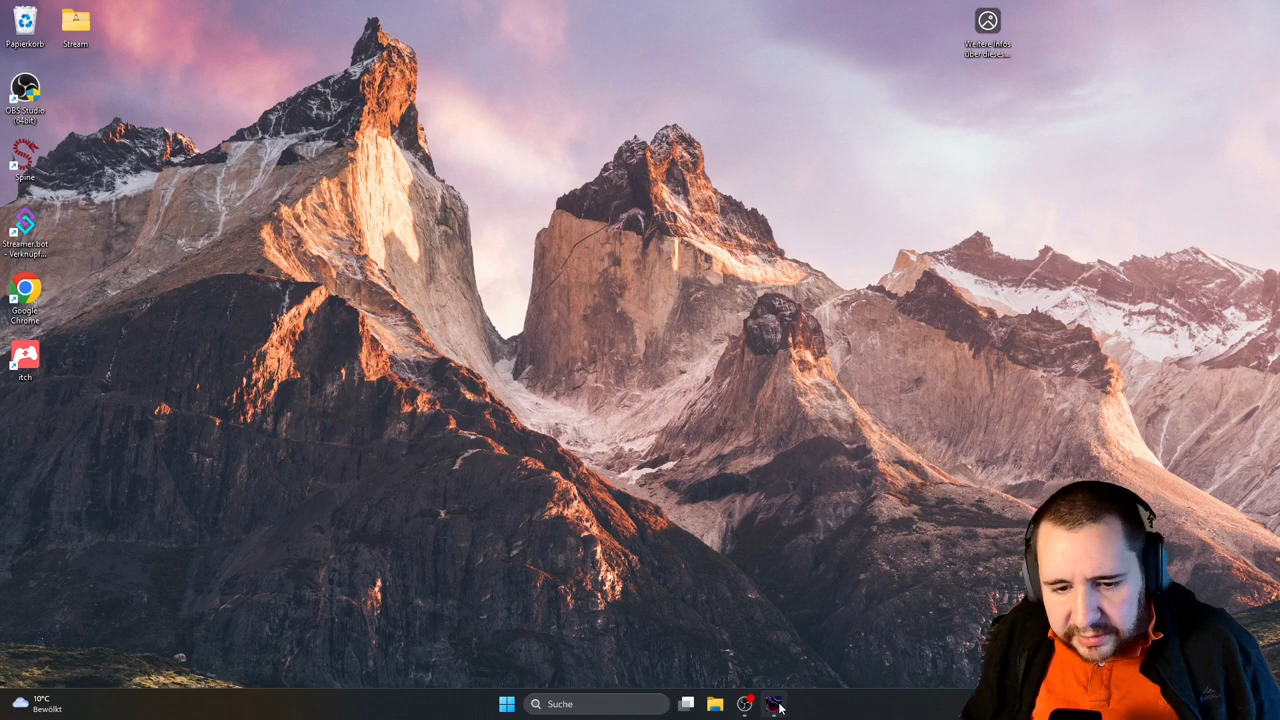 Papierkorb
Stream
Weitere Infos
über dieses...
OBS Studio
(64bit)
Spine
Streamer.bot
- Verknüpf...
Google
Chrome
itch
10°C
Bewölkt
Suche